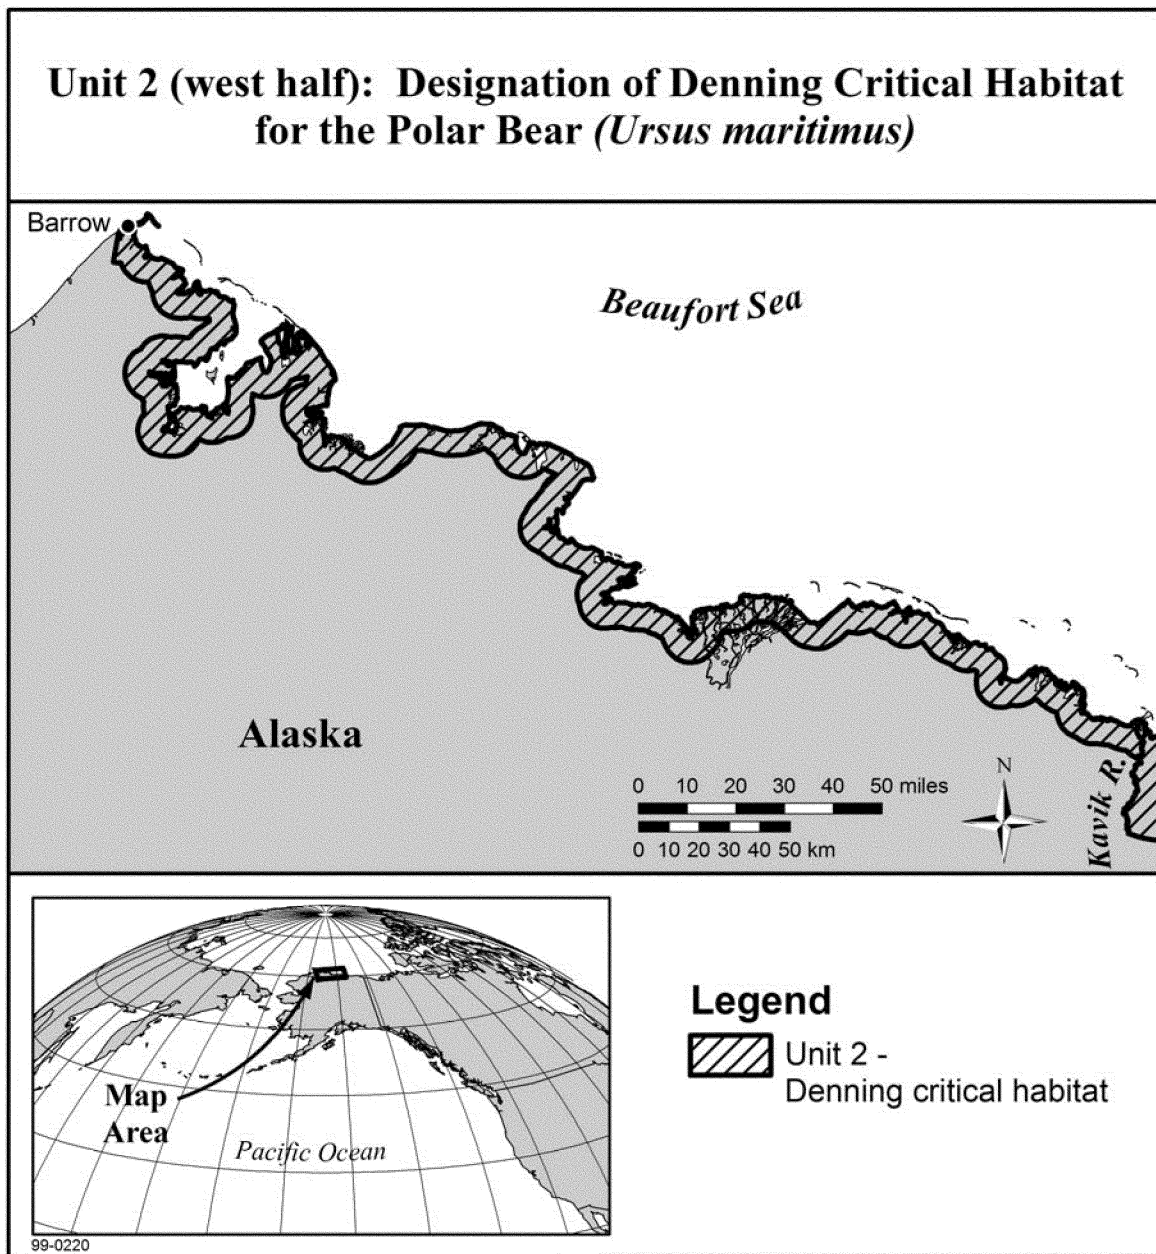 Unit 2 (west half):  Designation of Denning Critical Habitat
for the Polar Bear (Ursus maritimus)
Barrow
Beaufort Sea
Alaska
N
0 10 20 30 40 50 miles
0 10 20 30 40 50 km
Kavik R.
Map
Area
Pacific Ocean
Legend
Unit 2 -
Denning critical habitat
99-0220